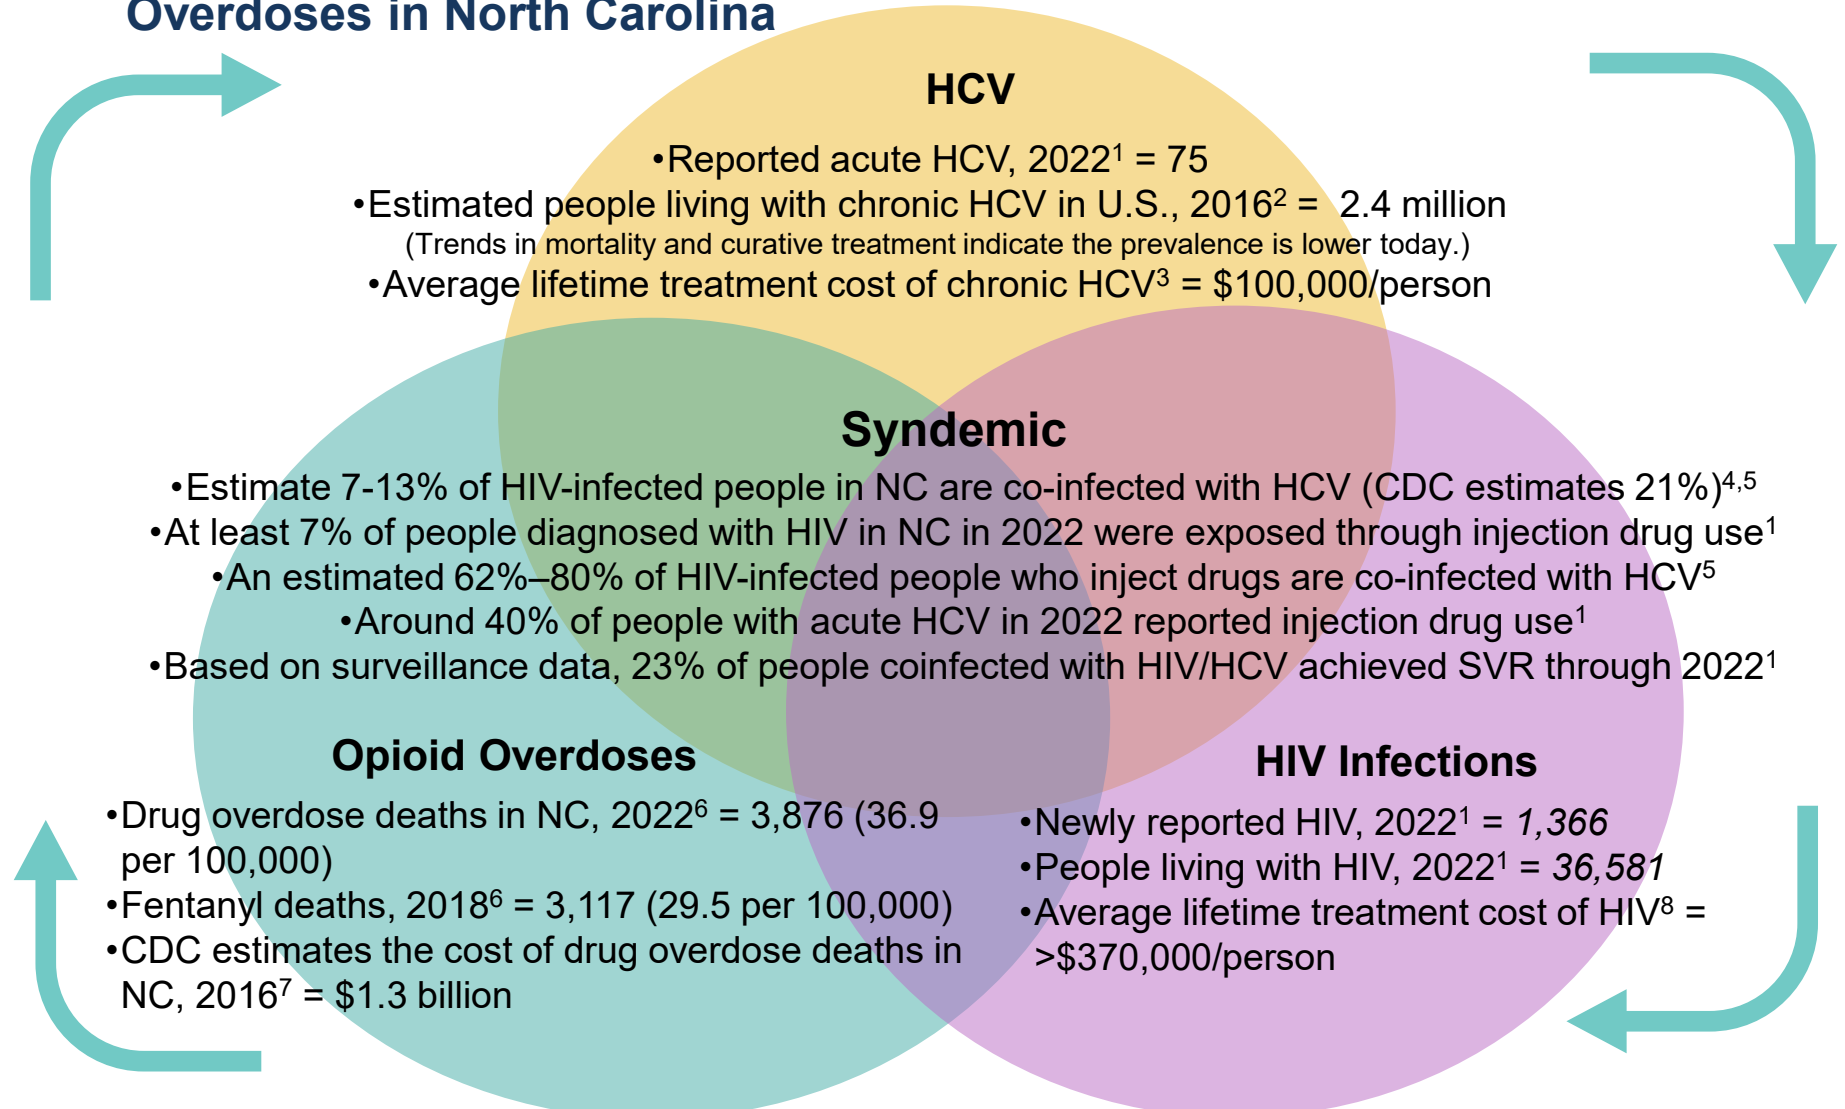 Overdoses in North Carolina
HCV
•Reported acute HCV, 2022¹ = 75
•Estimated people living with chronic HCV in U.S., 2016² = 2.4 million
(Trends in mortality and curative treatment indicate the prevalence is lower today.)
•Average lifetime treatment cost of chronic HCV³ = $100,000/person
Syndemic
•Estimate 7-13% of HIV-infected people in NC are co-infected with HCV (CDC estimates 21%)⁴,⁵
•At least 7% of people diagnosed with HIV in NC in 2022 were exposed through injection drug use¹
•An estimated 62%–80% of HIV-infected people who inject drugs are co-infected with HCV⁵
•Around 40% of people with acute HCV in 2022 reported injection drug use¹
•Based on surveillance data, 23% of people coinfected with HIV/HCV achieved SVR through 2022¹
Opioid Overdoses
•Drug overdose deaths in NC, 2022⁶ = 3,876 (36.9
per 100,000)
•Fentanyl deaths, 2018⁶ = 3,117 (29.5 per 100,000)
•CDC estimates the cost of drug overdose deaths in
NC, 2016⁷ = $1.3 billion
HIV Infections
•Newly reported HIV, 2022¹ = 1,366
•People living with HIV, 2022¹ = 36,581
•Average lifetime treatment cost of HIV⁸ =
>$370,000/person